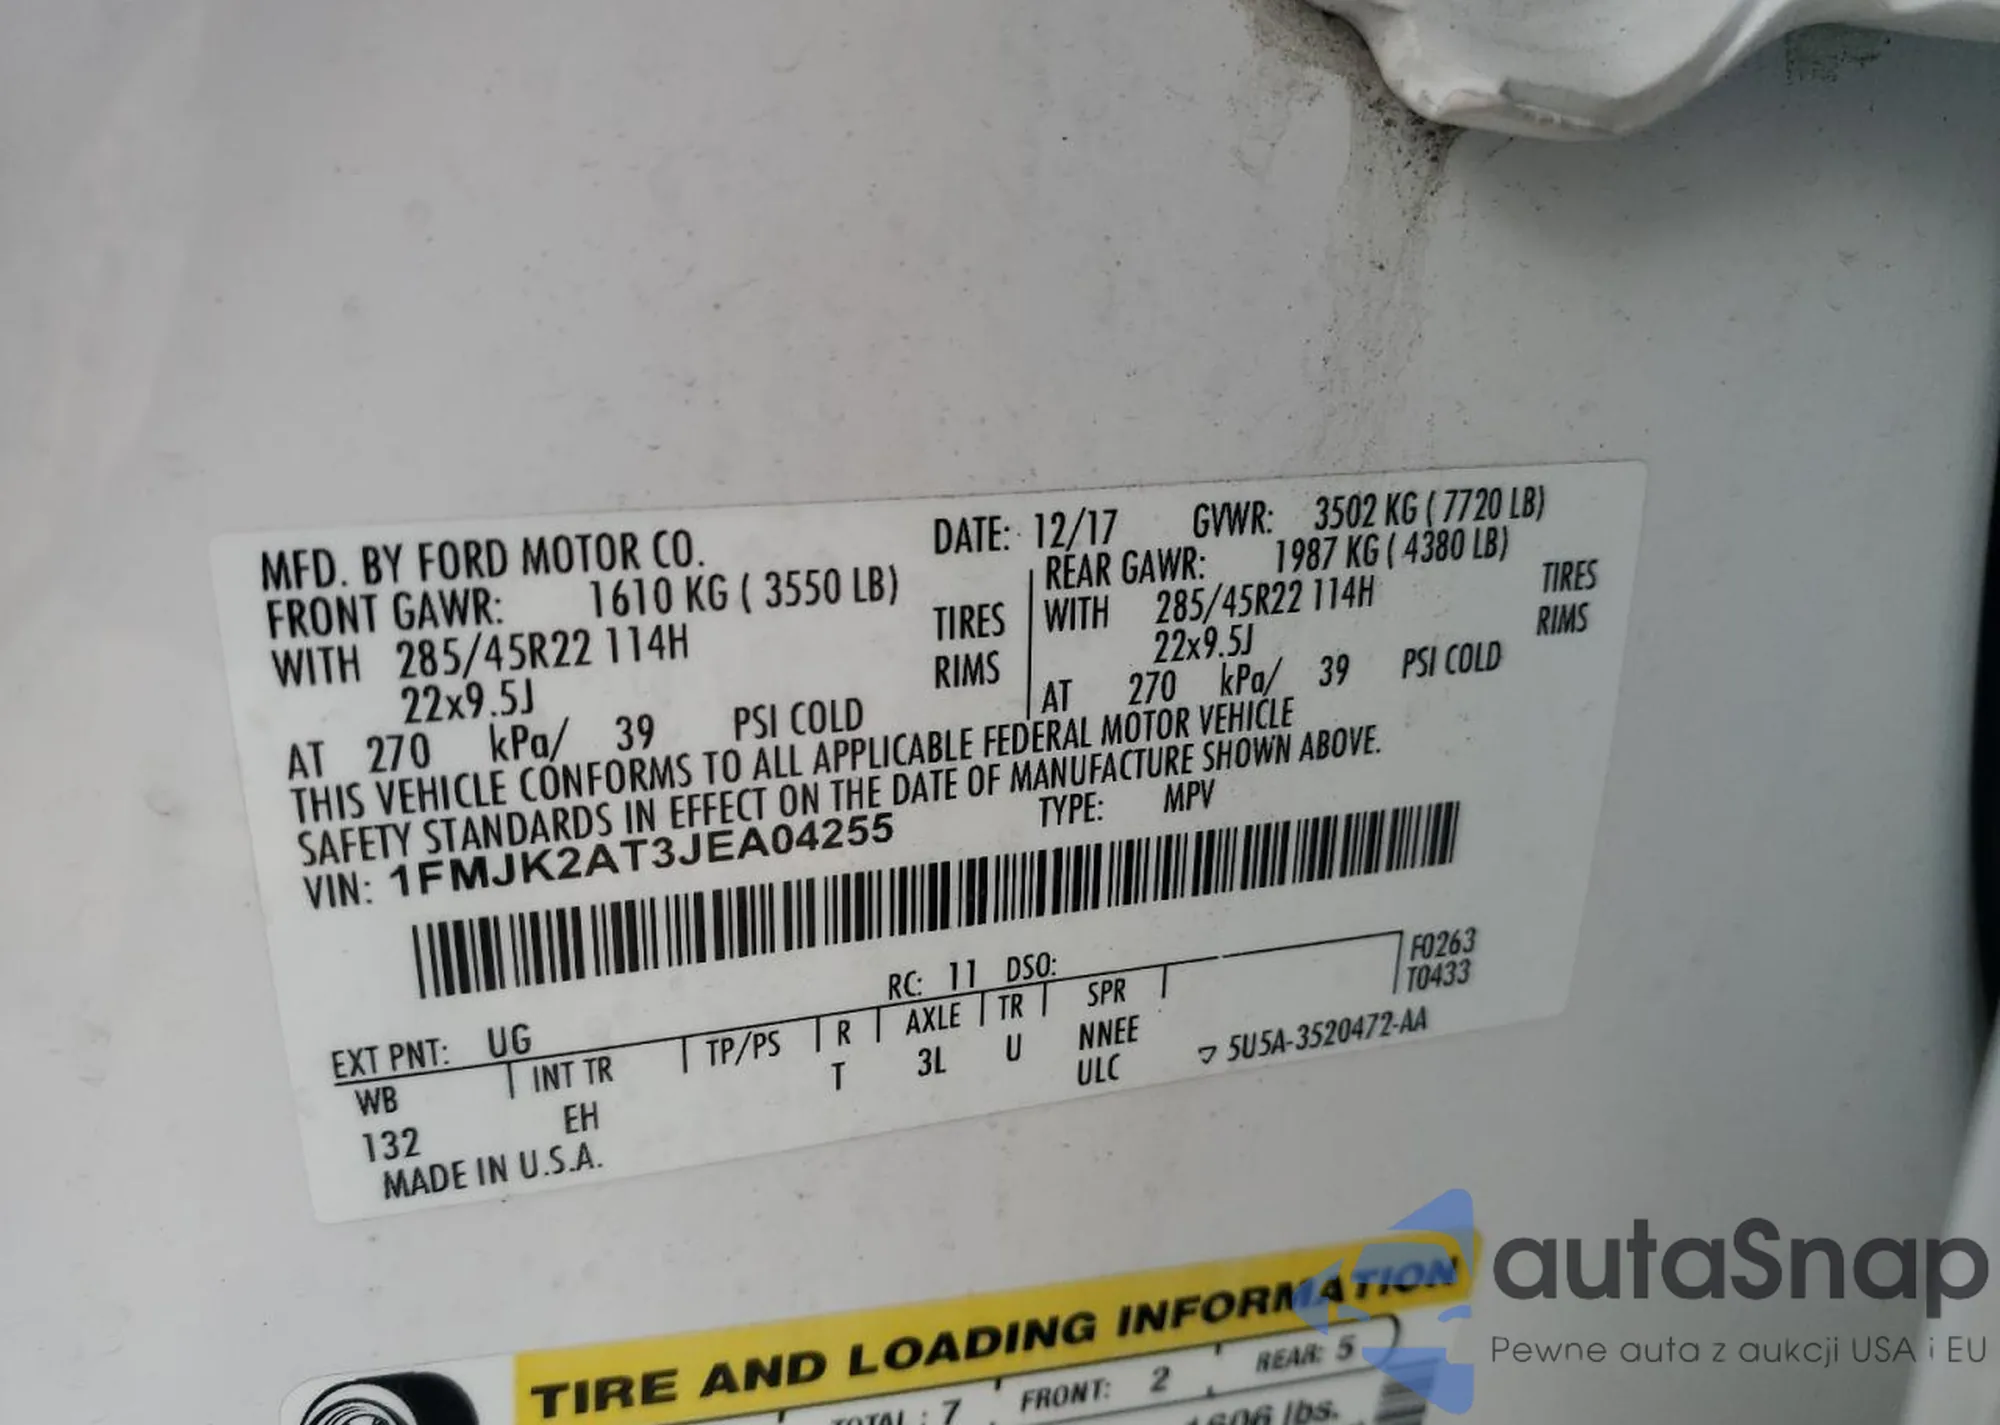 MFD. BY FORD MOTOR CO.
DATE: 12/17 GVWR: 3502 KG ( 7720 LB)
FRONT GAWR: 1610 KG ( 3550 LB)
WITH 285/45R22 114H TIRES
22x9.5J RIMS
AT 270 kPa/ 39 PSI COLD
REAR GAWR: 1987 KG ( 4380 LB)
WITH 285/45R22 114H TIRES
22x9.5J RIMS
AT 270 kPa/ 39 PSI COLD
THIS VEHICLE CONFORMS TO ALL APPLICABLE FEDERAL MOTOR VEHICLE
SAFETY STANDARDS IN EFFECT ON THE DATE OF MANUFACTURE SHOWN ABOVE.
VIN: 1FMJK2AT3JEA04255 TYPE: MPV
F0263
T0433
EXT PNT: UG RC: 11 DSO:
WB INT TR TP/PS R AXLE TR SPR
132 EH T 3L U NNEE
ULC
▽ 5U5A-3520472-AA
MADE IN U.S.A.
TIRE AND LOADING INFORMATION
TOTAL : 7 FRONT: 2 REAR: 5
lbs.
autaSnap
Pewne auta z aukcji USA i EU